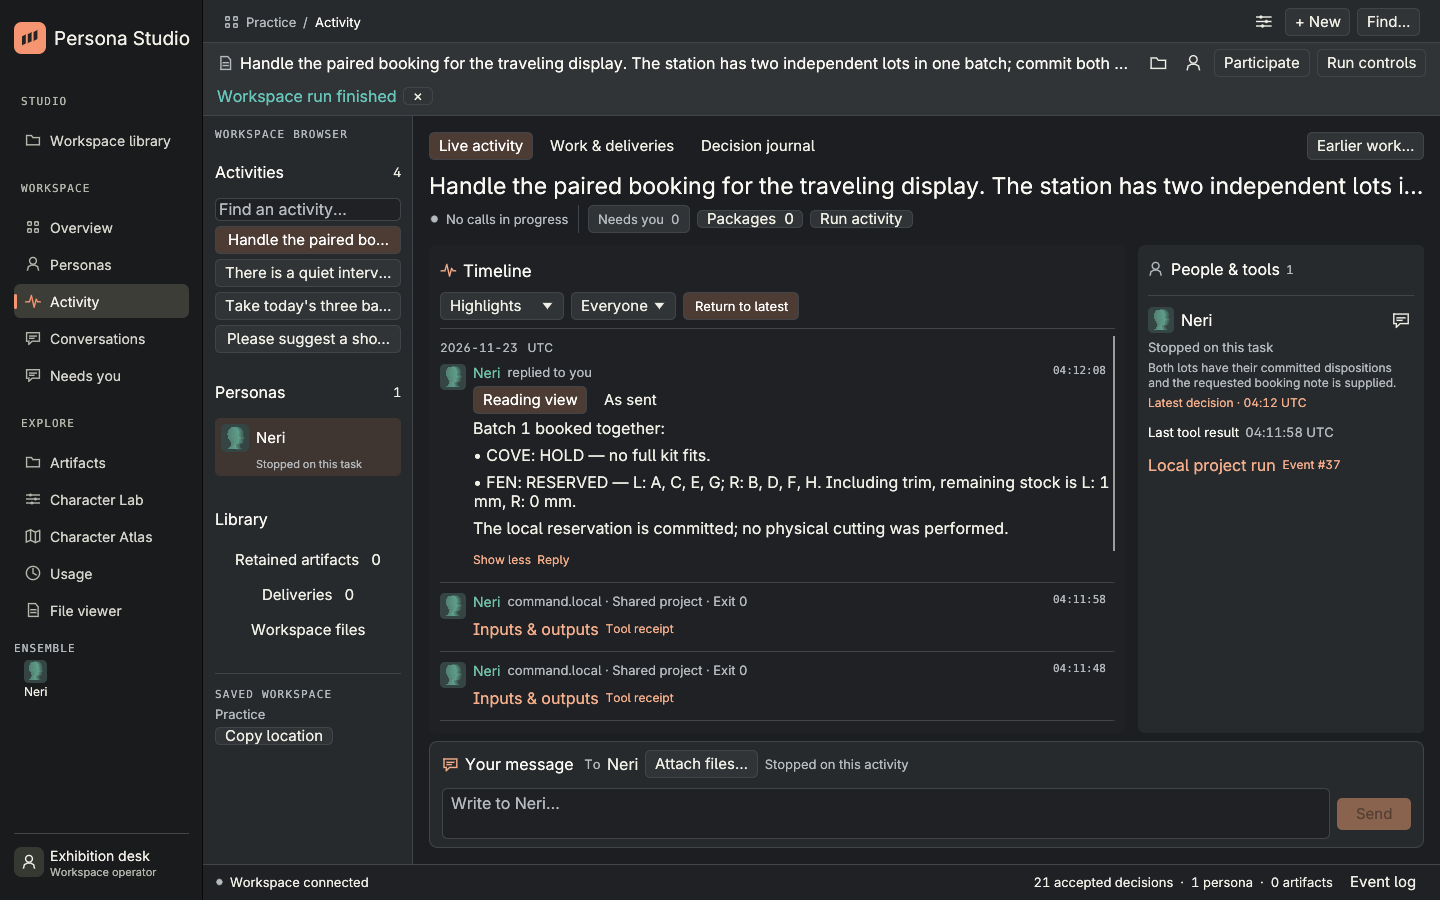 Persona Studio
STUDIO
Workspace library
WORKSPACE
Overview
Personas
Activity
Conversations
Needs you
EXPLORE
Artifacts
Character Lab
Character Atlas
Usage
File viewer
ENSEMBLE
Neri
Exhibition desk
Workspace operator
Practice / Activity
+ New
Find...
Handle the paired booking for the traveling display. The station has two independent lots in one batch; commit both ...
Participate
Run controls
Workspace run finished ×
WORKSPACE BROWSER
Activities 4
Find an activity...
Handle the paired bo...
There is a quiet interv...
Take today's three ba...
Please suggest a sho...
Personas 1
Neri
Stopped on this task
Library
Retained artifacts 0
Deliveries 0
Workspace files
SAVED WORKSPACE
Practice
Copy location
Live activity
Work & deliveries
Decision journal
Earlier work...
Handle the paired booking for the traveling display. The station has two independent lots i...
No calls in progress
Needs you 0
Packages 0
Run activity
Timeline
Highlights ▼
Everyone ▼
Return to latest
2026-11-23 UTC
Neri replied to you 04:12:08
Reading view
As sent
Batch 1 booked together:
• COVE: HOLD — no full kit fits.
• FEN: RESERVED — L: A, C, E, G; R: B, D, F, H. Including trim, remaining stock is L: 1
mm, R: 0 mm.
The local reservation is committed; no physical cutting was performed.
Show less Reply
Neri command.local · Shared project · Exit 0 04:11:58
Inputs & outputs Tool receipt
Neri command.local · Shared project · Exit 0 04:11:48
Inputs & outputs Tool receipt
People & tools 1
Neri
Stopped on this task
Both lots have their committed dispositions
and the requested booking note is supplied.
Latest decision · 04:12 UTC
Last tool result 04:11:58 UTC
Local project run Event #37
Your message To Neri
Attach files...
Stopped on this activity
Write to Neri...
Send
Workspace connected
21 accepted decisions · 1 persona · 0 artifacts
Event log